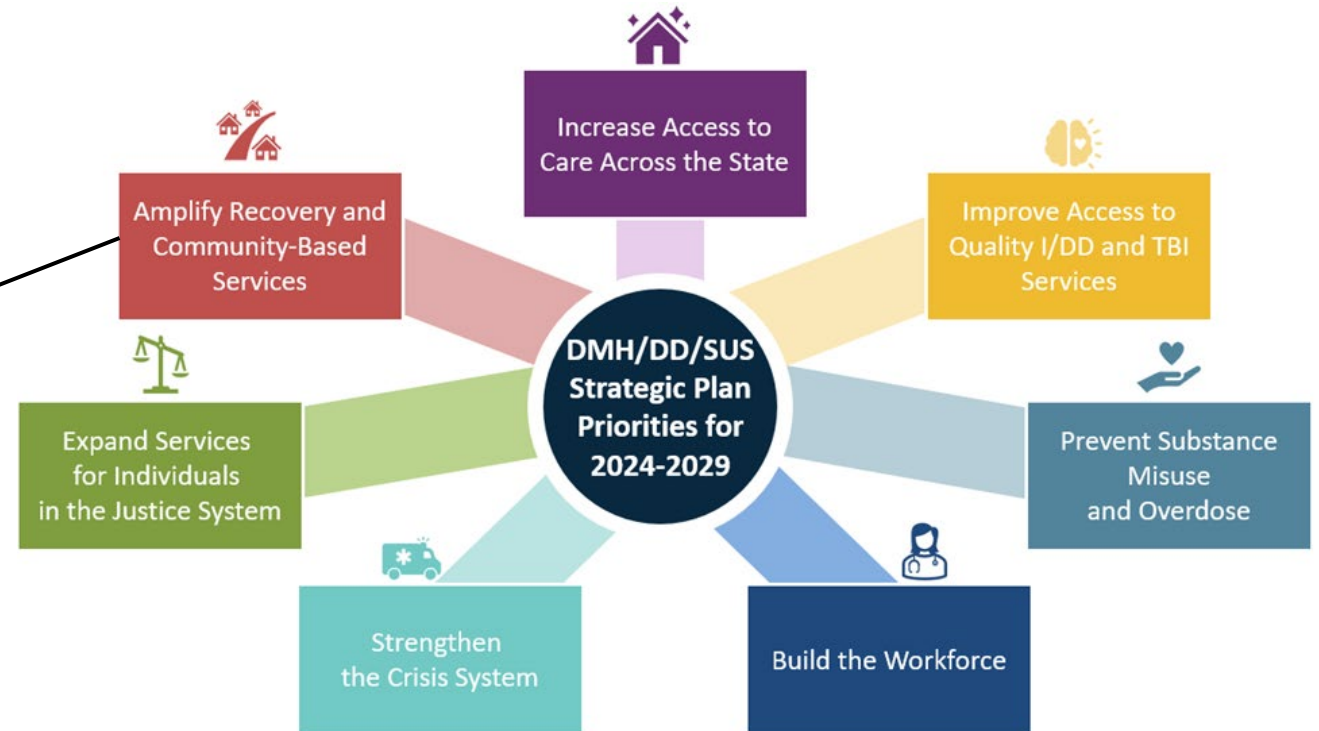 Increase Access to
Care Across the State
Amplify Recovery and
Community-Based
Services
Improve Access to
Quality I/DD and TBI
Services
DMH/DD/SUS
Strategic Plan
Priorities for
2024-2029
Expand Services
for Individuals
in the Justice System
Prevent Substance
Misuse
and Overdose
Strengthen
the Crisis System
Build the Workforce